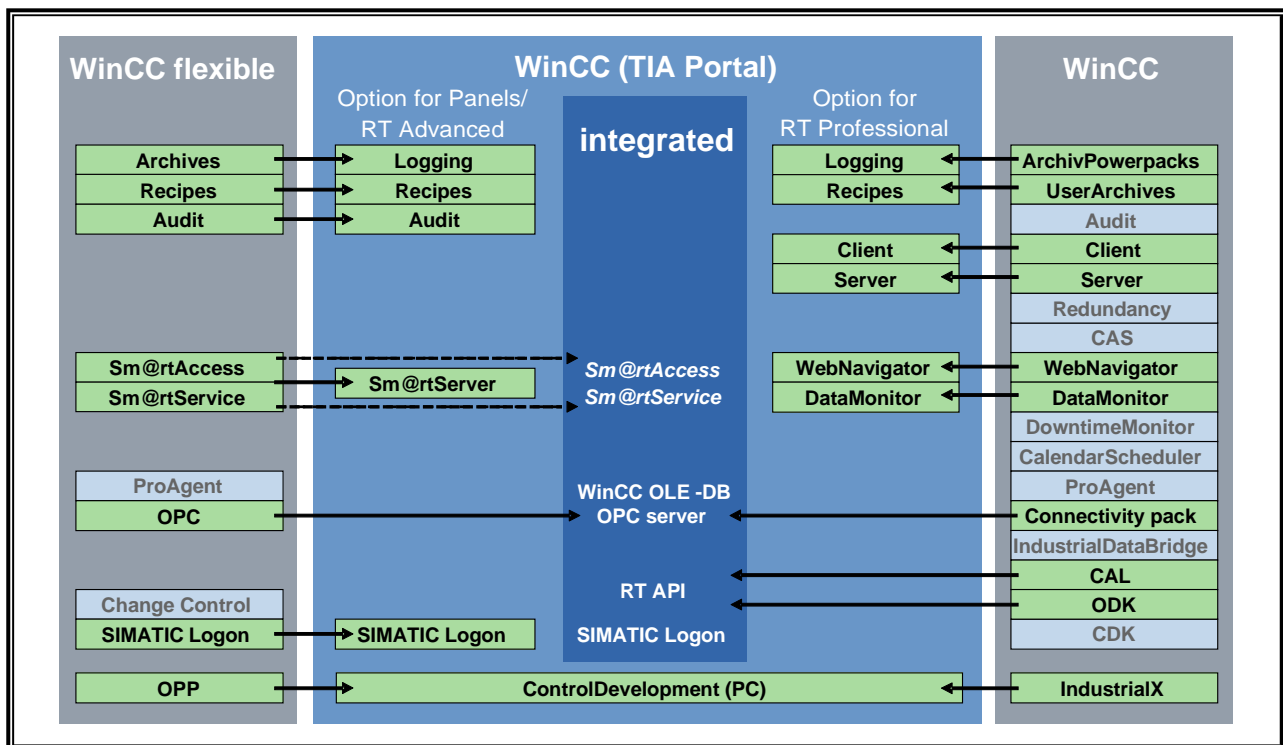 WinCC flexible
Archives
Recipes
Audit
Sm@rtAccess
Sm@rtService
ProAgent
OPC
Change Control
SIMATIC Logon
OPP
WinCC (TIA Portal)
Option for Panels/
RT Advanced
Logging
Recipes
Audit
Sm@rtServer
SIMATIC Logon
integrated
Sm@rtAccess
Sm@rtService
WinCC OLE -DB
OPC server
RT API
SIMATIC Logon
Option for
RT Professional
Logging
Recipes
Client
Server
WebNavigator
DataMonitor
ControlDevelopment (PC)
WinCC
ArchivPowerpacks
UserArchives
Audit
Client
Server
Redundancy
CAS
WebNavigator
DataMonitor
DowntimeMonitor
CalendarScheduler
ProAgent
Connectivity pack
IndustrialDataBridge
CAL
ODK
CDK
IndustrialX